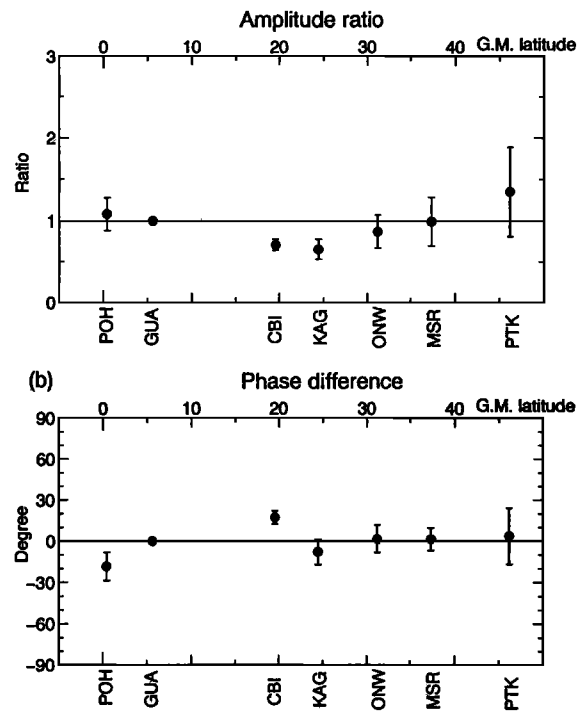 Amplitude ratio
0 10 20 30 40 G.M. latitude
3
2
1
0
Ratio
POH GUA CBI KAG ONW MSR PTK
(b) Phase difference
0 10 20 30 40 G.M. latitude
90
60
30
0
-30
-60
-90
Degree
POH GUA CBI KAG ONW MSR PTK